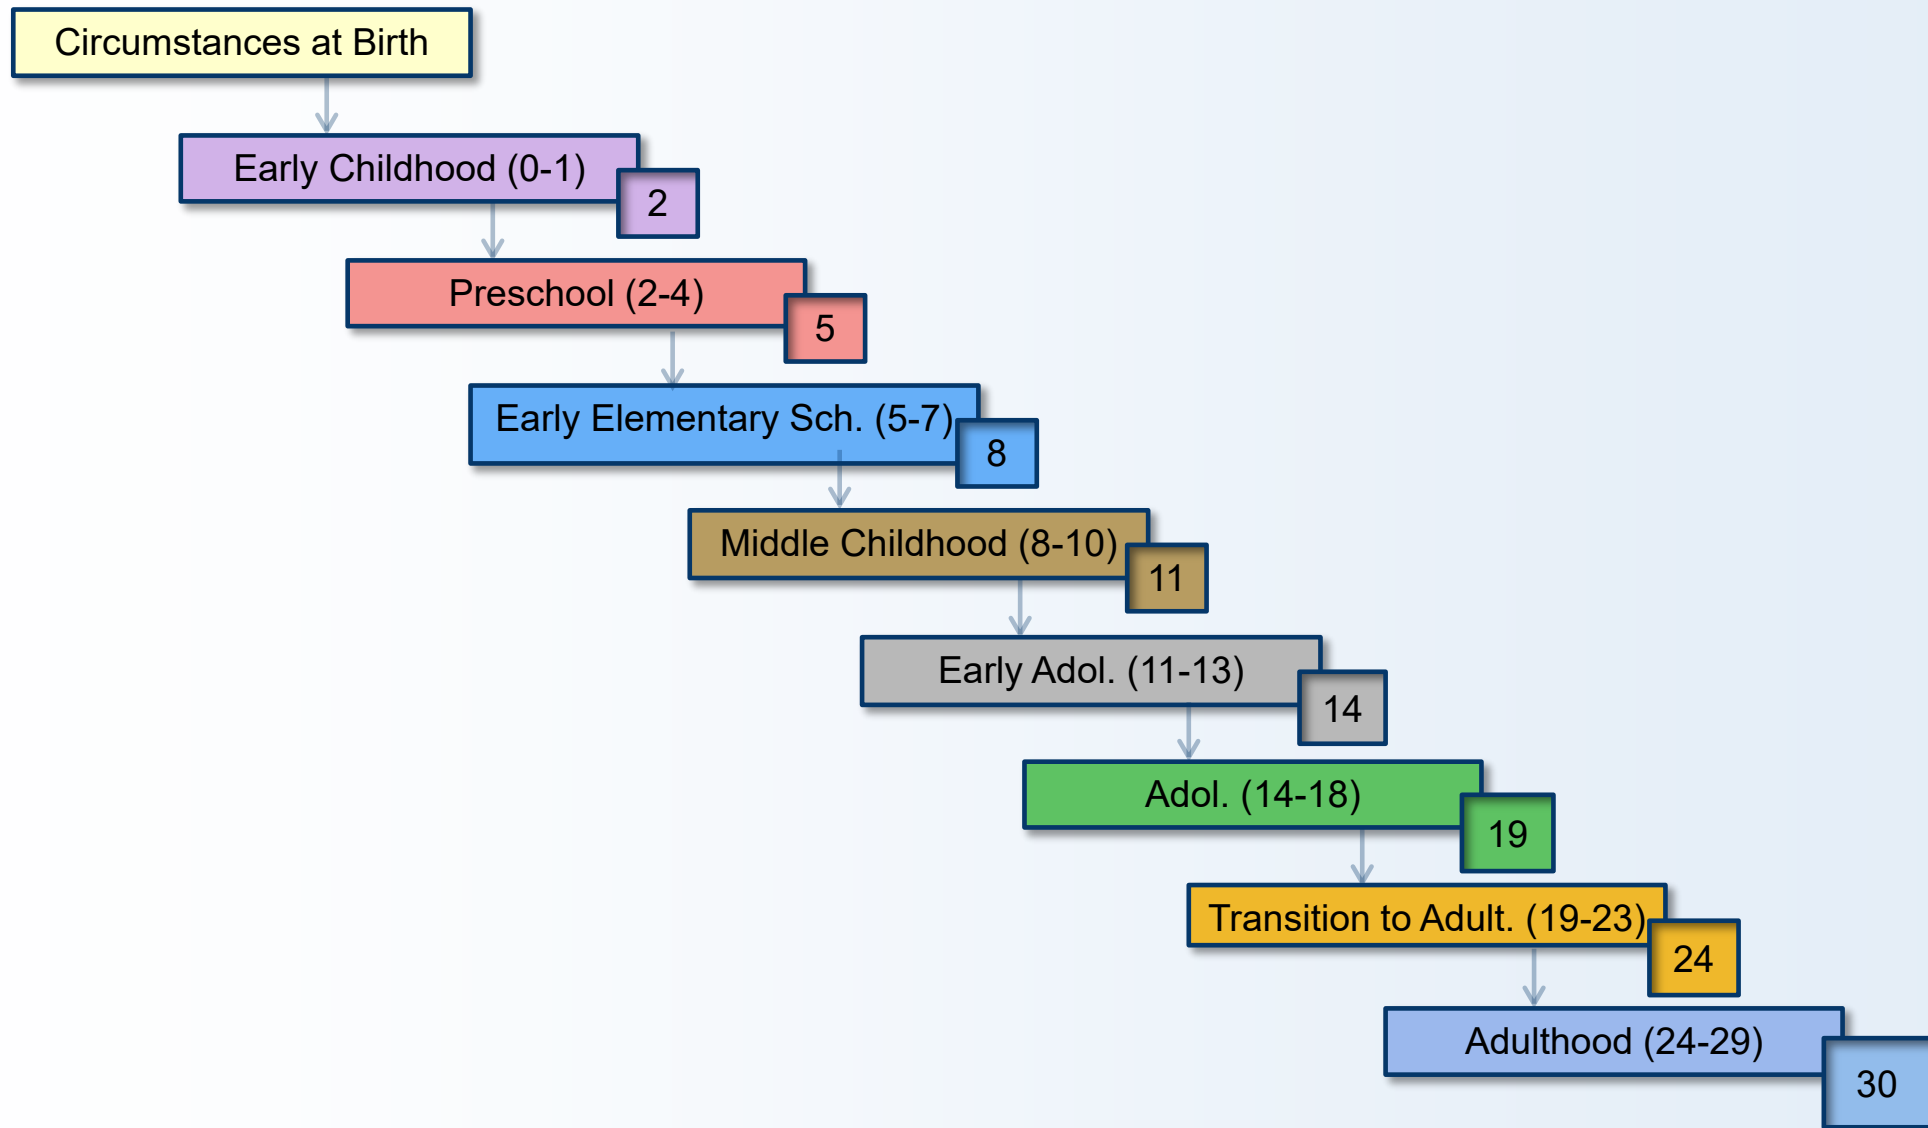 Circumstances at Birth
Early Childhood (0-1)
2
Preschool (2-4)
5
Early Elementary Sch. (5-7)
8
Middle Childhood (8-10)
11
Early Adol. (11-13)
14
Adol. (14-18)
19
Transition to Adult. (19-23)
24
Adulthood (24-29)
30